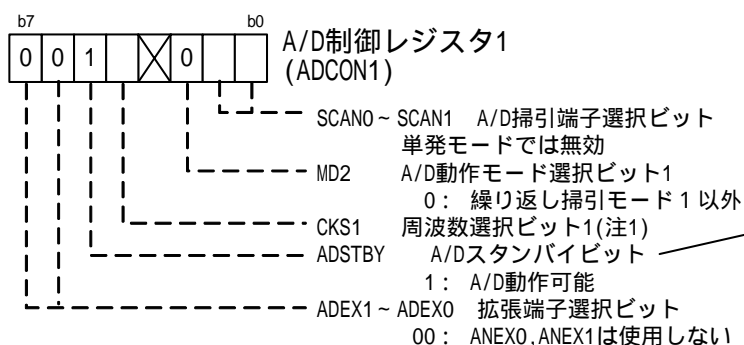 b7 b0
0 0 1 0
A/D制御レジスタ1
(ADCON1)
SCAN0~SCAN1 A/D掃引端子選択ビット
単発モードでは無効
MD2 A/D動作モード選択ビット1
0: 繰り返し掃引モード1以外
CKS1 周波数選択ビット1(注1)
ADSTBY A/Dスタンバイビット
1: A/D動作可能
ADEX1~ADEX0 拡張端子選択ビット
00: ANEX0,ANEX1は使用しない